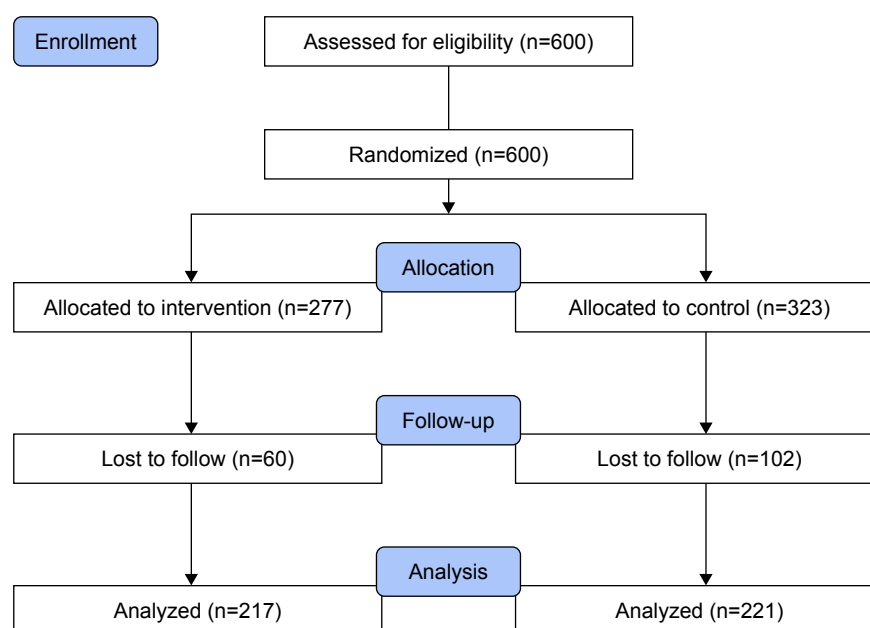 Enrollment
Assessed for eligibility (n=600)
Randomized (n=600)
Allocation
Allocated to intervention (n=277)
Allocated to control (n=323)
Follow-up
Lost to follow (n=60)
Lost to follow (n=102)
Analysis
Analyzed (n=217)
Analyzed (n=221)